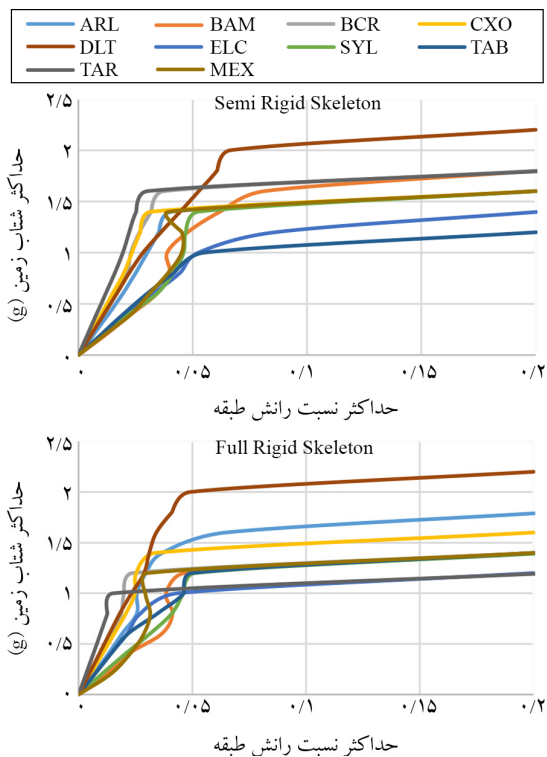 ARL BAM BCR CXO
DLT ELC SYL TAB
TAR MEX
Semi Rigid Skeleton
حداکثر شتاب زمین (g)
۲/۵
۲
۱/۵
۱
۰/۵
۰
۰ ۰/۰۵ ۰/۱ ۰/۱۵ ۰/۲
حداکثر نسبت رانش طبقه
Full Rigid Skeleton
حداکثر شتاب زمین (g)
۲/۵
۲
۱/۵
۱
۰/۵
۰
۰ ۰/۰۵ ۰/۱ ۰/۱۵ ۰/۲
حداکثر نسبت رانش طبقه